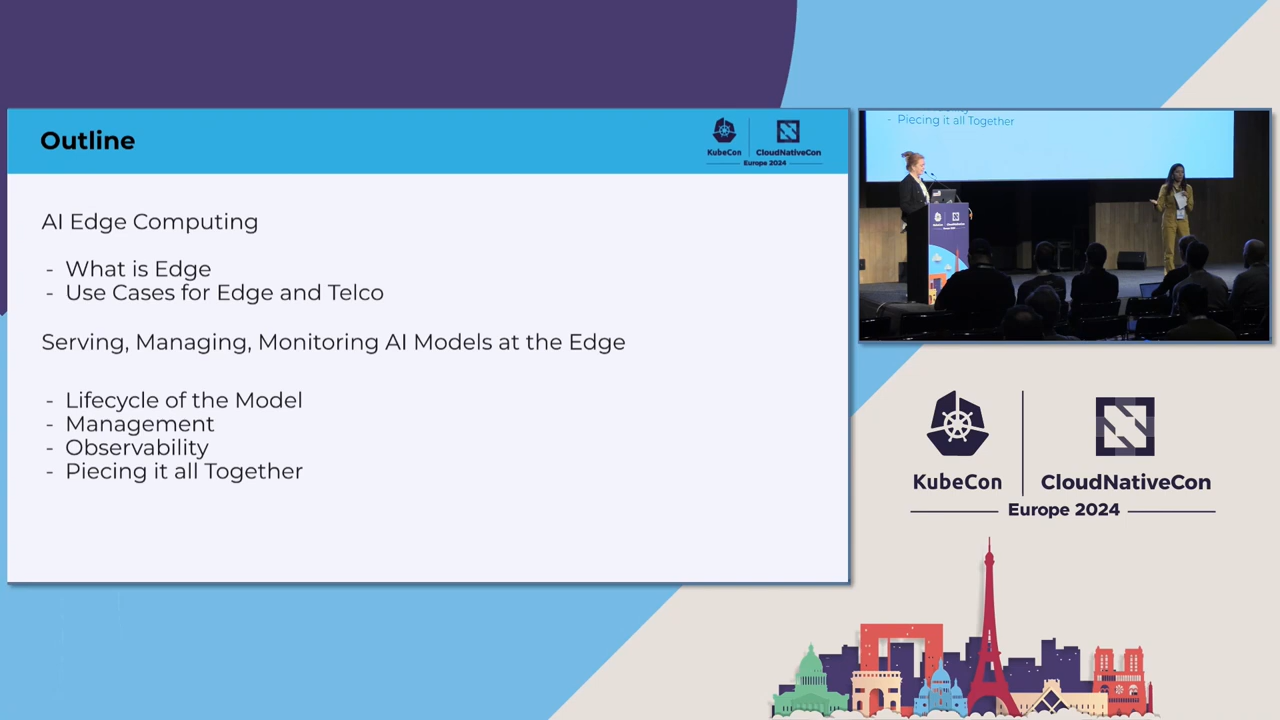 Outline
KubeCon
CloudNativeCon
Europe 2024
AI Edge Computing
- What is Edge
- Use Cases for Edge and Telco
Serving, Managing, Monitoring AI Models at the Edge
- Lifecycle of the Model
- Management
- Observability
- Piecing it all Together
- Piecing it all Together
KubeCon
CloudNativeCon
Europe 2024